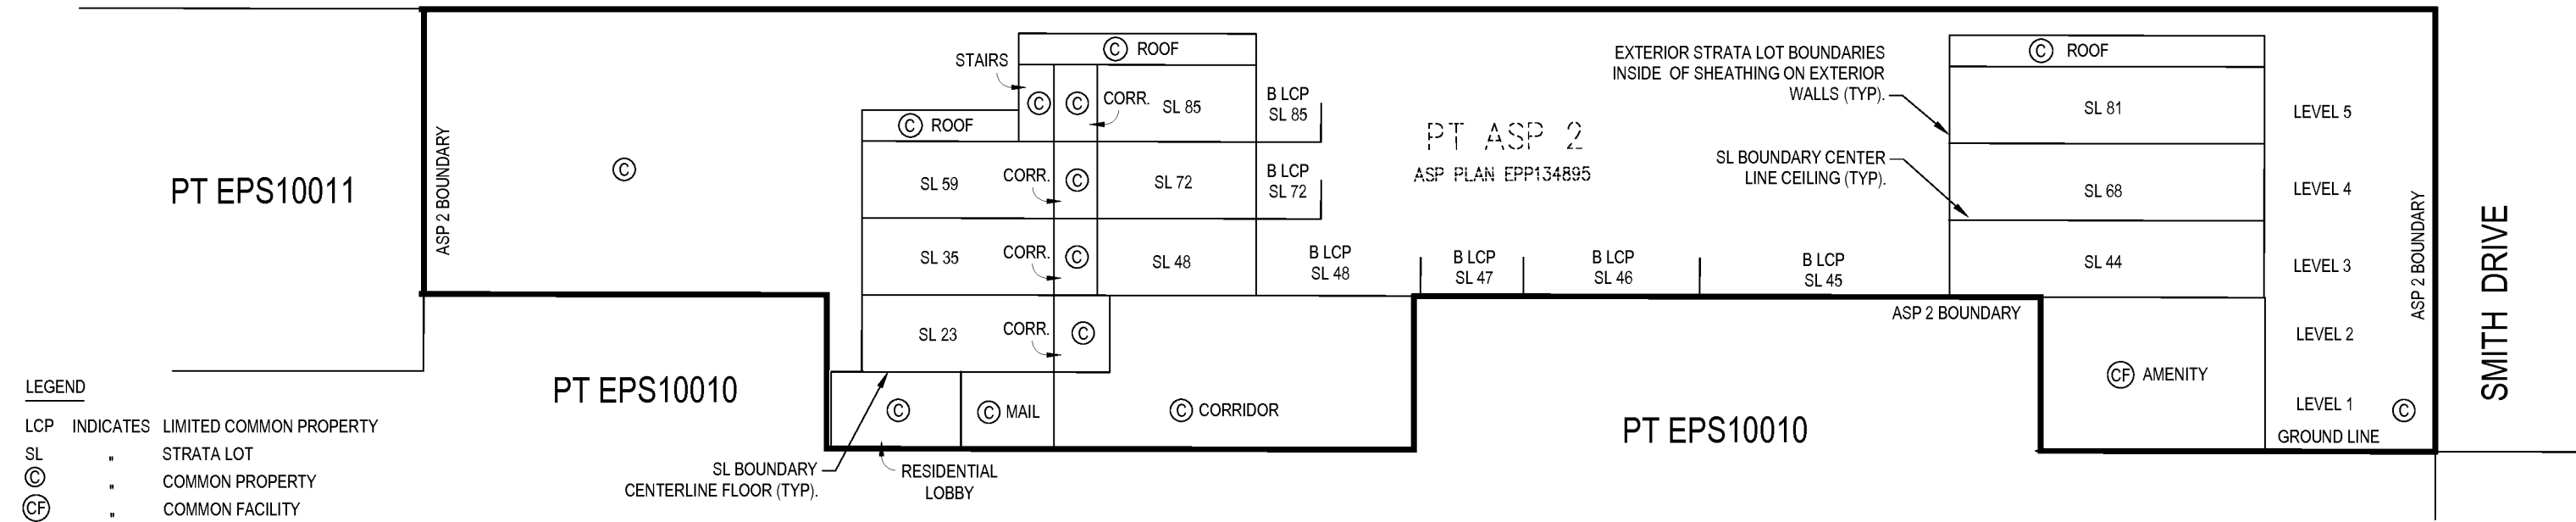 PT EPS10011
ASP 2 BOUNDARY
Ⓒ
PT EPS10010
STAIRS
Ⓒ ROOF
Ⓒ Ⓒ CORR. SL 85
B LCP
SL 85
Ⓒ ROOF
SL 59 CORR. Ⓒ SL 72
B LCP
SL 72
SL 35 CORR. Ⓒ SL 48
B LCP
SL 48
B LCP
SL 47
B LCP
SL 46
B LCP
SL 45
SL 23 CORR. Ⓒ
Ⓒ
Ⓒ MAIL
Ⓒ CORRIDOR
SL BOUNDARY
CENTERLINE FLOOR (TYP).
RESIDENTIAL
LOBBY
PT ASP 2
ASP PLAN EPP134895
EXTERIOR STRATA LOT BOUNDARIES
INSIDE OF SHEATHING ON EXTERIOR
WALLS (TYP).
SL BOUNDARY CENTER
LINE CEILING (TYP).
Ⓒ ROOF
SL 81
LEVEL 5
SL 68
LEVEL 4
SL 44
LEVEL 3
ASP 2 BOUNDARY
LEVEL 2
CF AMENITY
LEVEL 1 Ⓒ
GROUND LINE
PT EPS10010
ASP 2 BOUNDARY
SMITH DRIVE
LEGEND
LCP INDICATES LIMITED COMMON PROPERTY
SL " STRATA LOT
Ⓒ " COMMON PROPERTY
CF " COMMON FACILITY